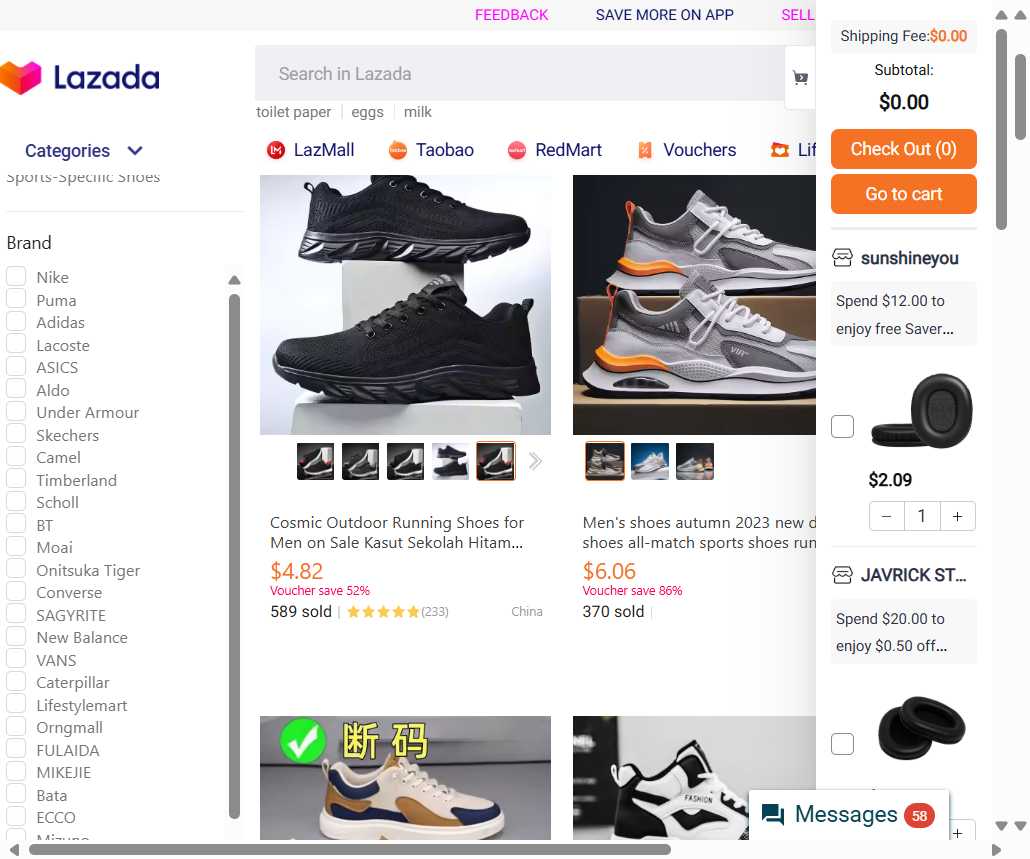 FEEDBACK
SAVE MORE ON APP
SELL
Lazada
Search in Lazada
toilet paper
eggs
milk
Categories
LazMall
Taobao
RedMart
Vouchers
Sports-Specific Shoes
Brand
Nike
Puma
Adidas
Lacoste
ASICS
Aldo
Under Armour
Skechers
Camel
Timberland
Scholl
BT
Moai
Onitsuka Tiger
Converse
SAGYRITE
New Balance
VANS
Caterpillar
Lifestylemart
Orngmall
FULAIDA
MIKEJIE
Bata
ECCO
Mizuno
Cosmic Outdoor Running Shoes for
Men on Sale Kasut Sekolah Hitam...
$4.82
Voucher save 52%
589 sold
(233)
China
Men's shoes autumn 2023 new
shoes all-match sports shoes run
$6.06
Voucher save 86%
370 sold
断码
FASHION
Shipping Fee:$0.00
Subtotal:
$0.00
Check Out (0)
Go to cart
sunshineyou
Spend $12.00 to
enjoy free Saver...
$2.09
− 1 +
JAVRICK ST...
Spend $20.00 to
enjoy $0.50 off...
+
Messages 58